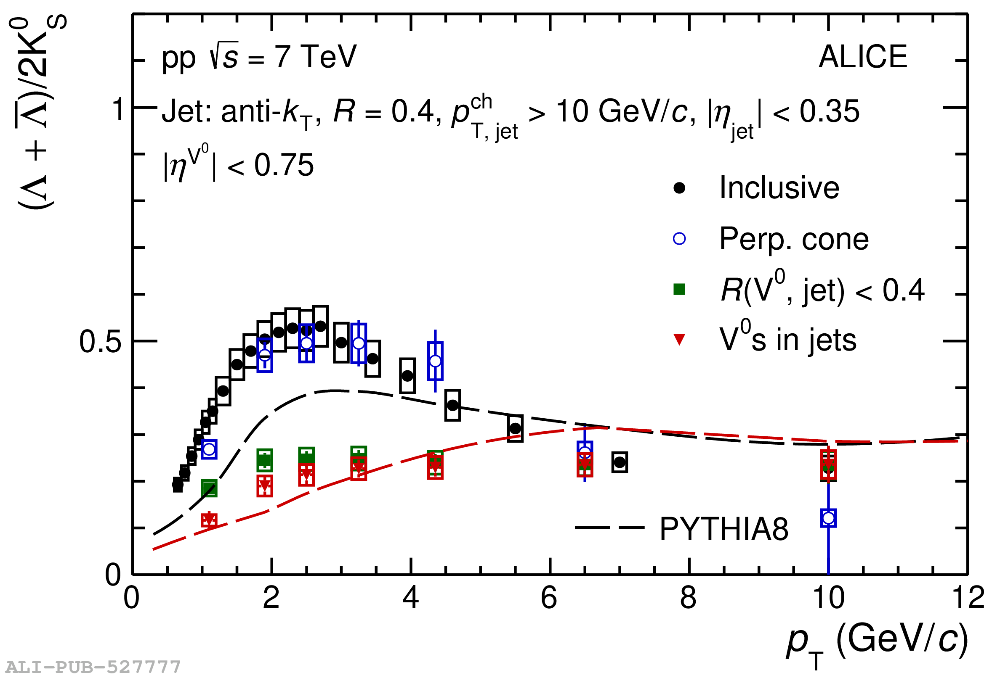 (Λ + Λ̅)/2K⁰S
pp √s = 7 TeV
ALICE
Jet: anti-kT, R = 0.4, pchT, jet > 10 GeV/c, |ηjet| < 0.35
|ηV⁰| < 0.75
Inclusive
Perp. cone
R(V⁰, jet) < 0.4
V⁰s in jets
PYTHIA8
1
0.5
0
0 2 4 6 8 10 12
pT (GeV/c)
ALI-PUB-527777